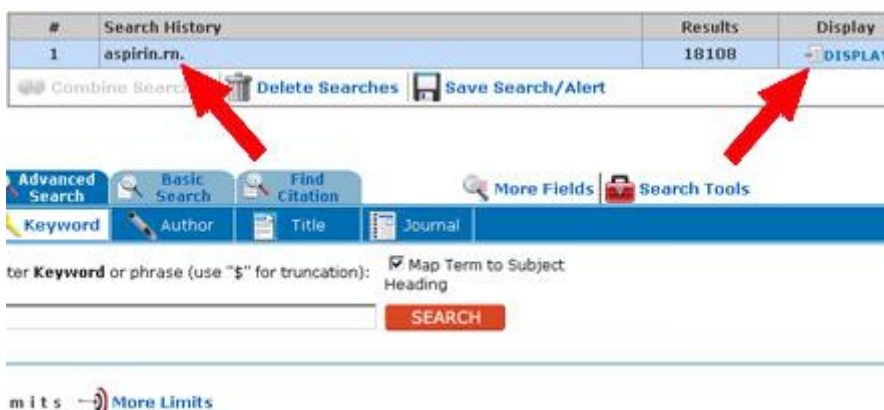 # Search History Results Display
1 aspirin.rn. 18108 DISPLAY
Combine Searc Delete Searches Save Search/Alert
Advanced Search Basic Search Find Citation More Fields Search Tools
Keyword Author Title Journal
ter Keyword or phrase (use "$" for truncation): Map Term to Subject
Heading
SEARCH
mits More Limits